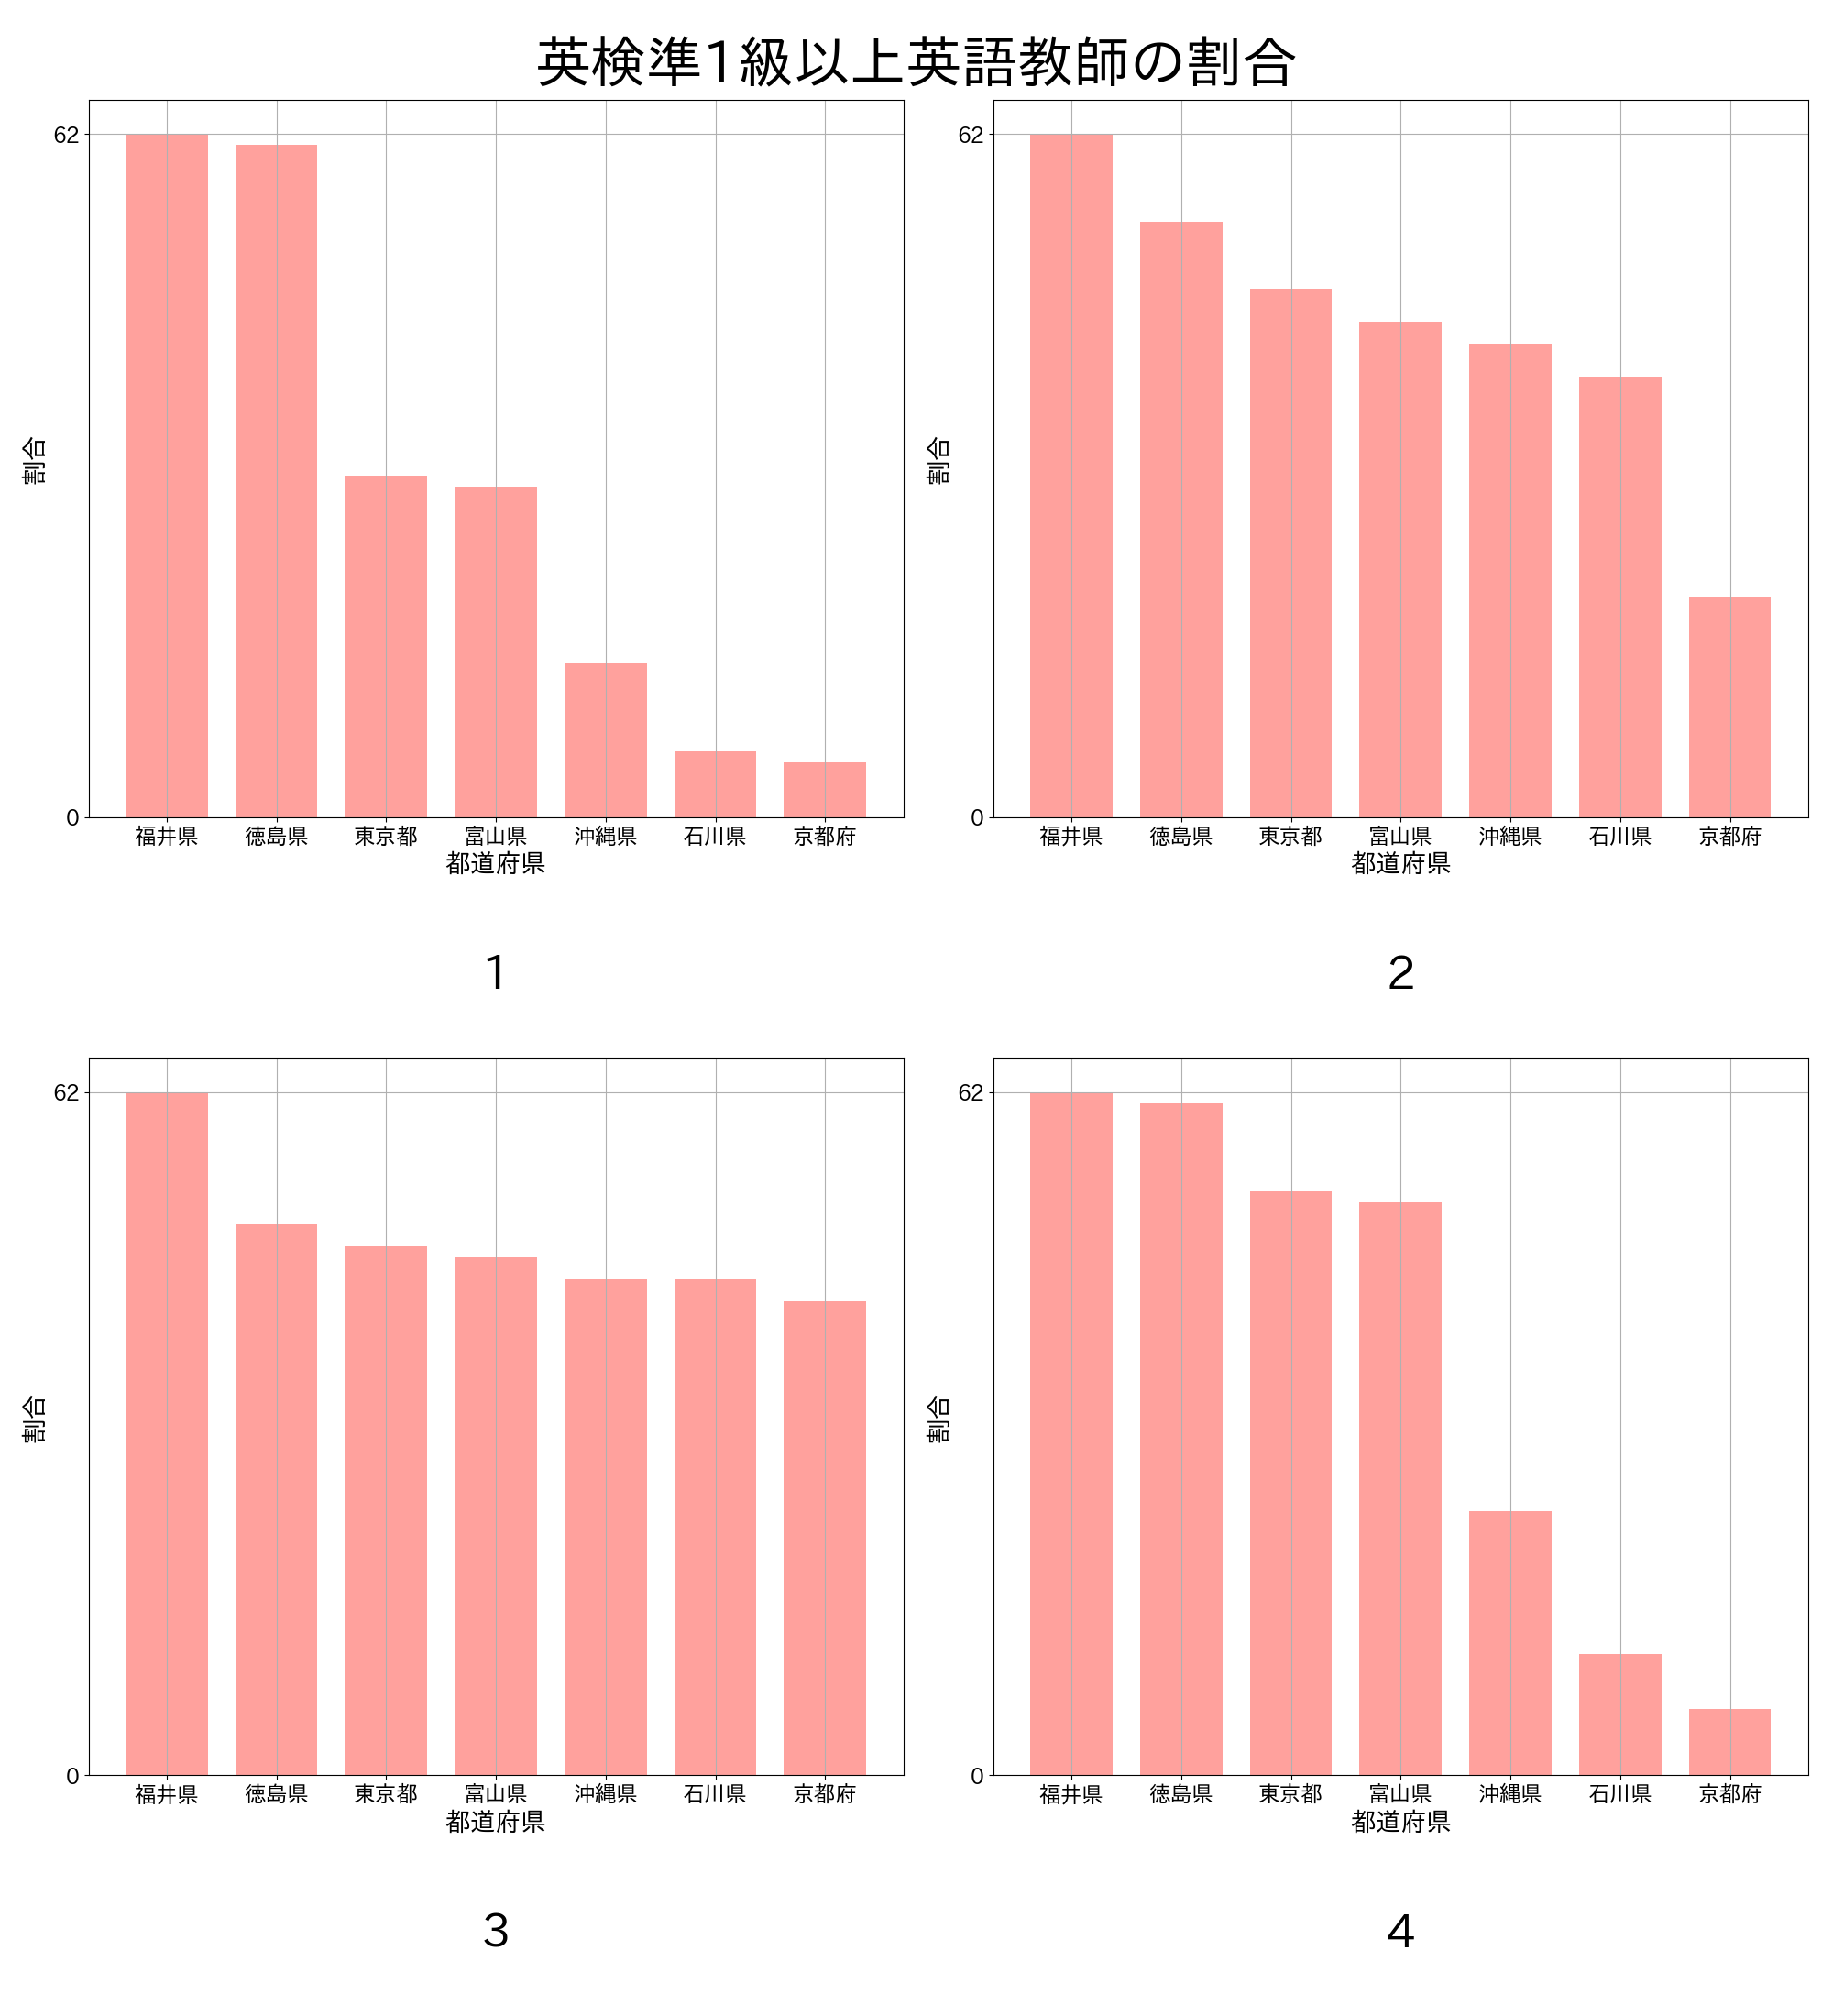 英検準1級以上英語教師の割合
62
0
割合
福井県 徳島県 東京都 富山県 沖縄県 石川県 京都府
都道府県
1
62
0
割合
福井県 徳島県 東京都 富山県 沖縄県 石川県 京都府
都道府県
2
62
0
割合
福井県 徳島県 東京都 富山県 沖縄県 石川県 京都府
都道府県
3
62
0
割合
福井県 徳島県 東京都 富山県 沖縄県 石川県 京都府
都道府県
4